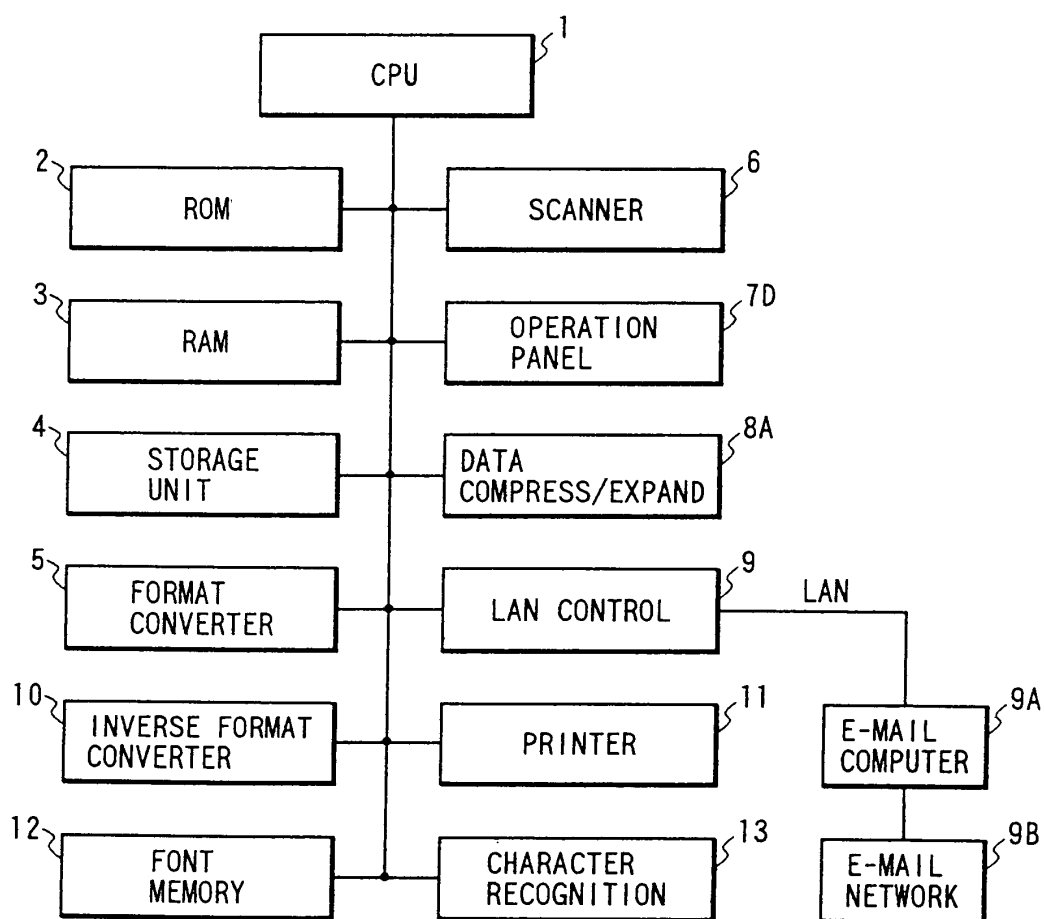 1
CPU
2
ROM
6
SCANNER
3
RAM
7D
OPERATION
PANEL
4
STORAGE
UNIT
8A
DATA
COMPRESS/EXPAND
5
FORMAT
CONVERTER
9
LAN CONTROL
LAN
10
INVERSE FORMAT
CONVERTER
11
PRINTER
9A
E-MAIL
COMPUTER
12
FONT
MEMORY
13
CHARACTER
RECOGNITION
9B
E-MAIL
NETWORK